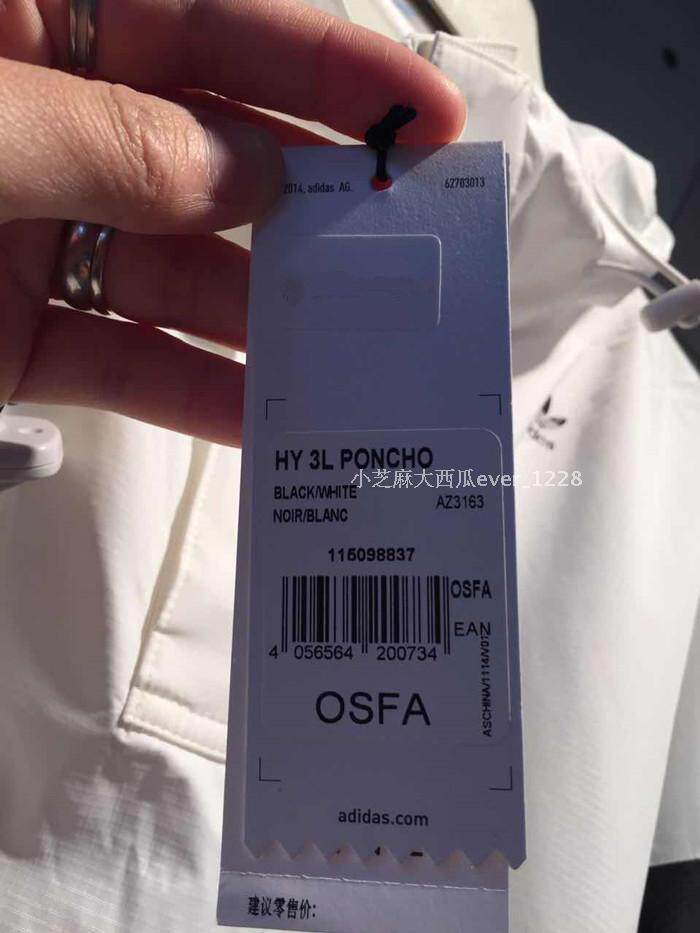 2014, adidas AG.
62703013
HY 3L PONCHO
小芝麻大西瓜ever_1228
BLACK/WHITE
AZ3163
NOIR/BLANC
115098837
OSFA
EAN
4 056564 200734
ASCHINA/1114/V01Z
OSFA
adidas.com
建议零售价: